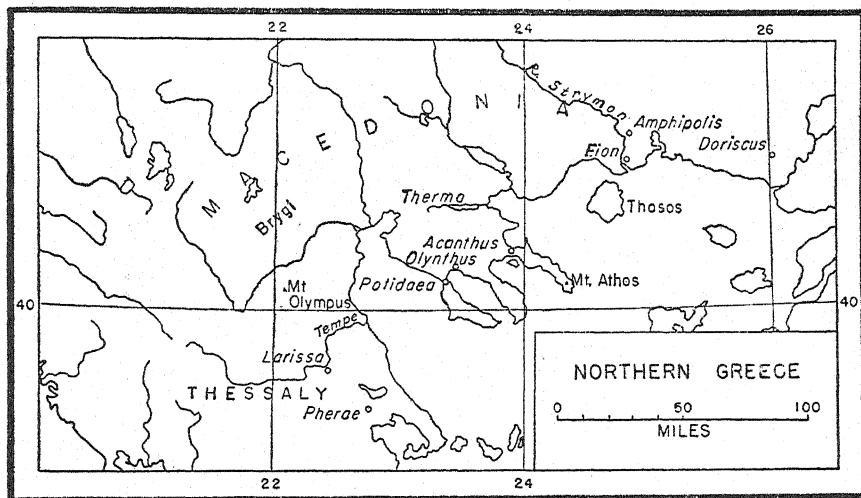 22
24
26
MACEDONIA
R. Strymon
Amphipolis
Doriscus
Eion
Brygi
Therma
Thasos
Acanthus
Olynthus
Potidaea
Mt. Athos
40
Mt
Olympus
40
Tempe
Larissa
THESSALY
Pherae
NORTHERN GREECE
0 50 100
MILES
22
24